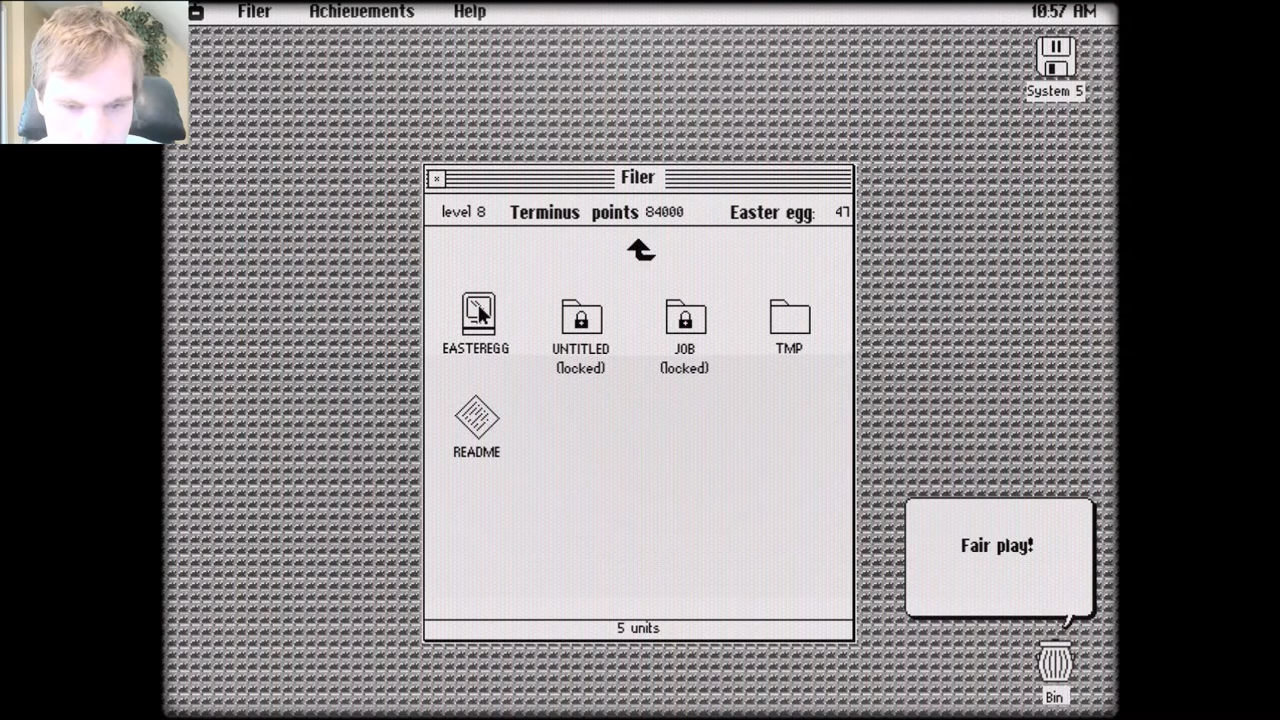 Filer Achievements Help 10:57 AM
System 5
Filer
level 8 Terminus points 84000 Easter egg: 47
EASTEREGG UNTITLED JOB TMP
(locked) (locked)
README
Fair play!
5 units
Bin